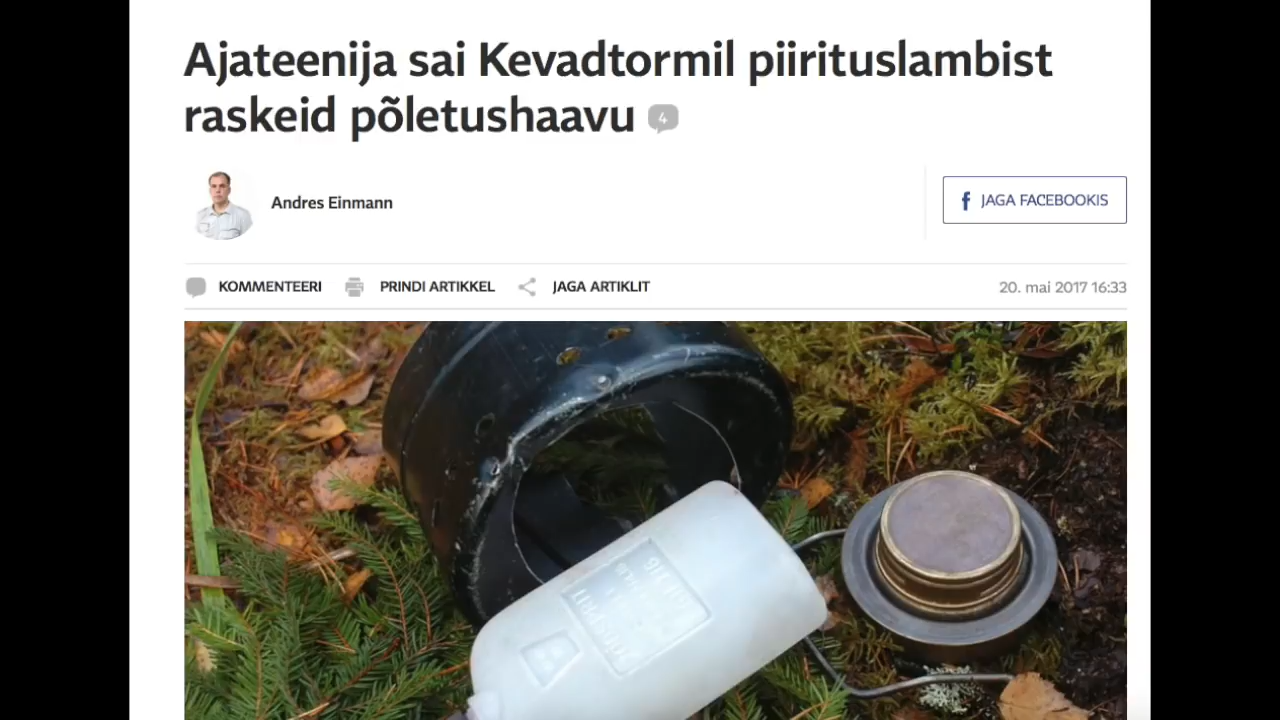 Ajateenija sai Kevadtormil piirituslambist
raskeid põletushaavu 4
Andres Einmann
f JAGA FACEBOOKIS
KOMMENTEERI PRINDI ARTIKKEL JAGA ARTIKLIT 20. mai 2017 16:33